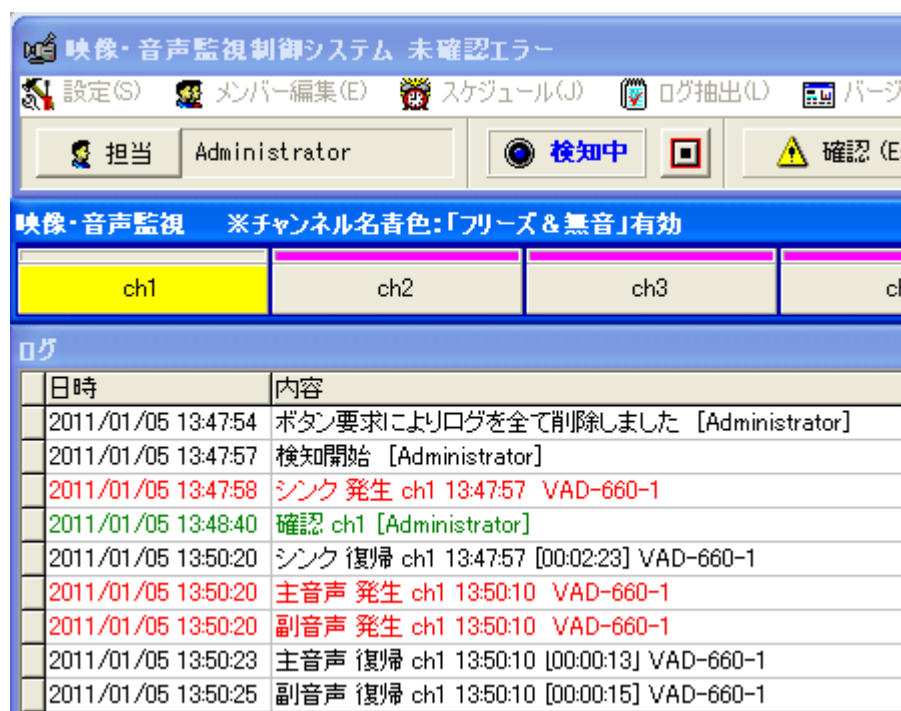 映像・音声監視制御システム 未確認エラー
設定(S) メンバー編集(E) スケジュール(J) ログ抽出(L) バージ
担当 Administrator 検知中 確認 (E
映像・音声監視 ※チャンネル名青色:「フリーズ&無音」有効
ch1 ch2 ch3 c
ログ
日時 内容
2011/01/05 13:47:54 ボタン要求によりログを全て削除しました [Administrator]
2011/01/05 13:47:57 検知開始 [Administrator]
2011/01/05 13:47:58 シンク 発生 ch1 13:47:57 VAD-660-1
2011/01/05 13:48:40 確認 ch1 [Administrator]
2011/01/05 13:50:20 シンク 復帰 ch1 13:47:57 [00:02:23] VAD-660-1
2011/01/05 13:50:20 主音声 発生 ch1 13:50:10 VAD-660-1
2011/01/05 13:50:20 副音声 発生 ch1 13:50:10 VAD-660-1
2011/01/05 13:50:23 主音声 復帰 ch1 13:50:10 [00:00:13] VAD-660-1
2011/01/05 13:50:25 副音声 復帰 ch1 13:50:10 [00:00:15] VAD-660-1